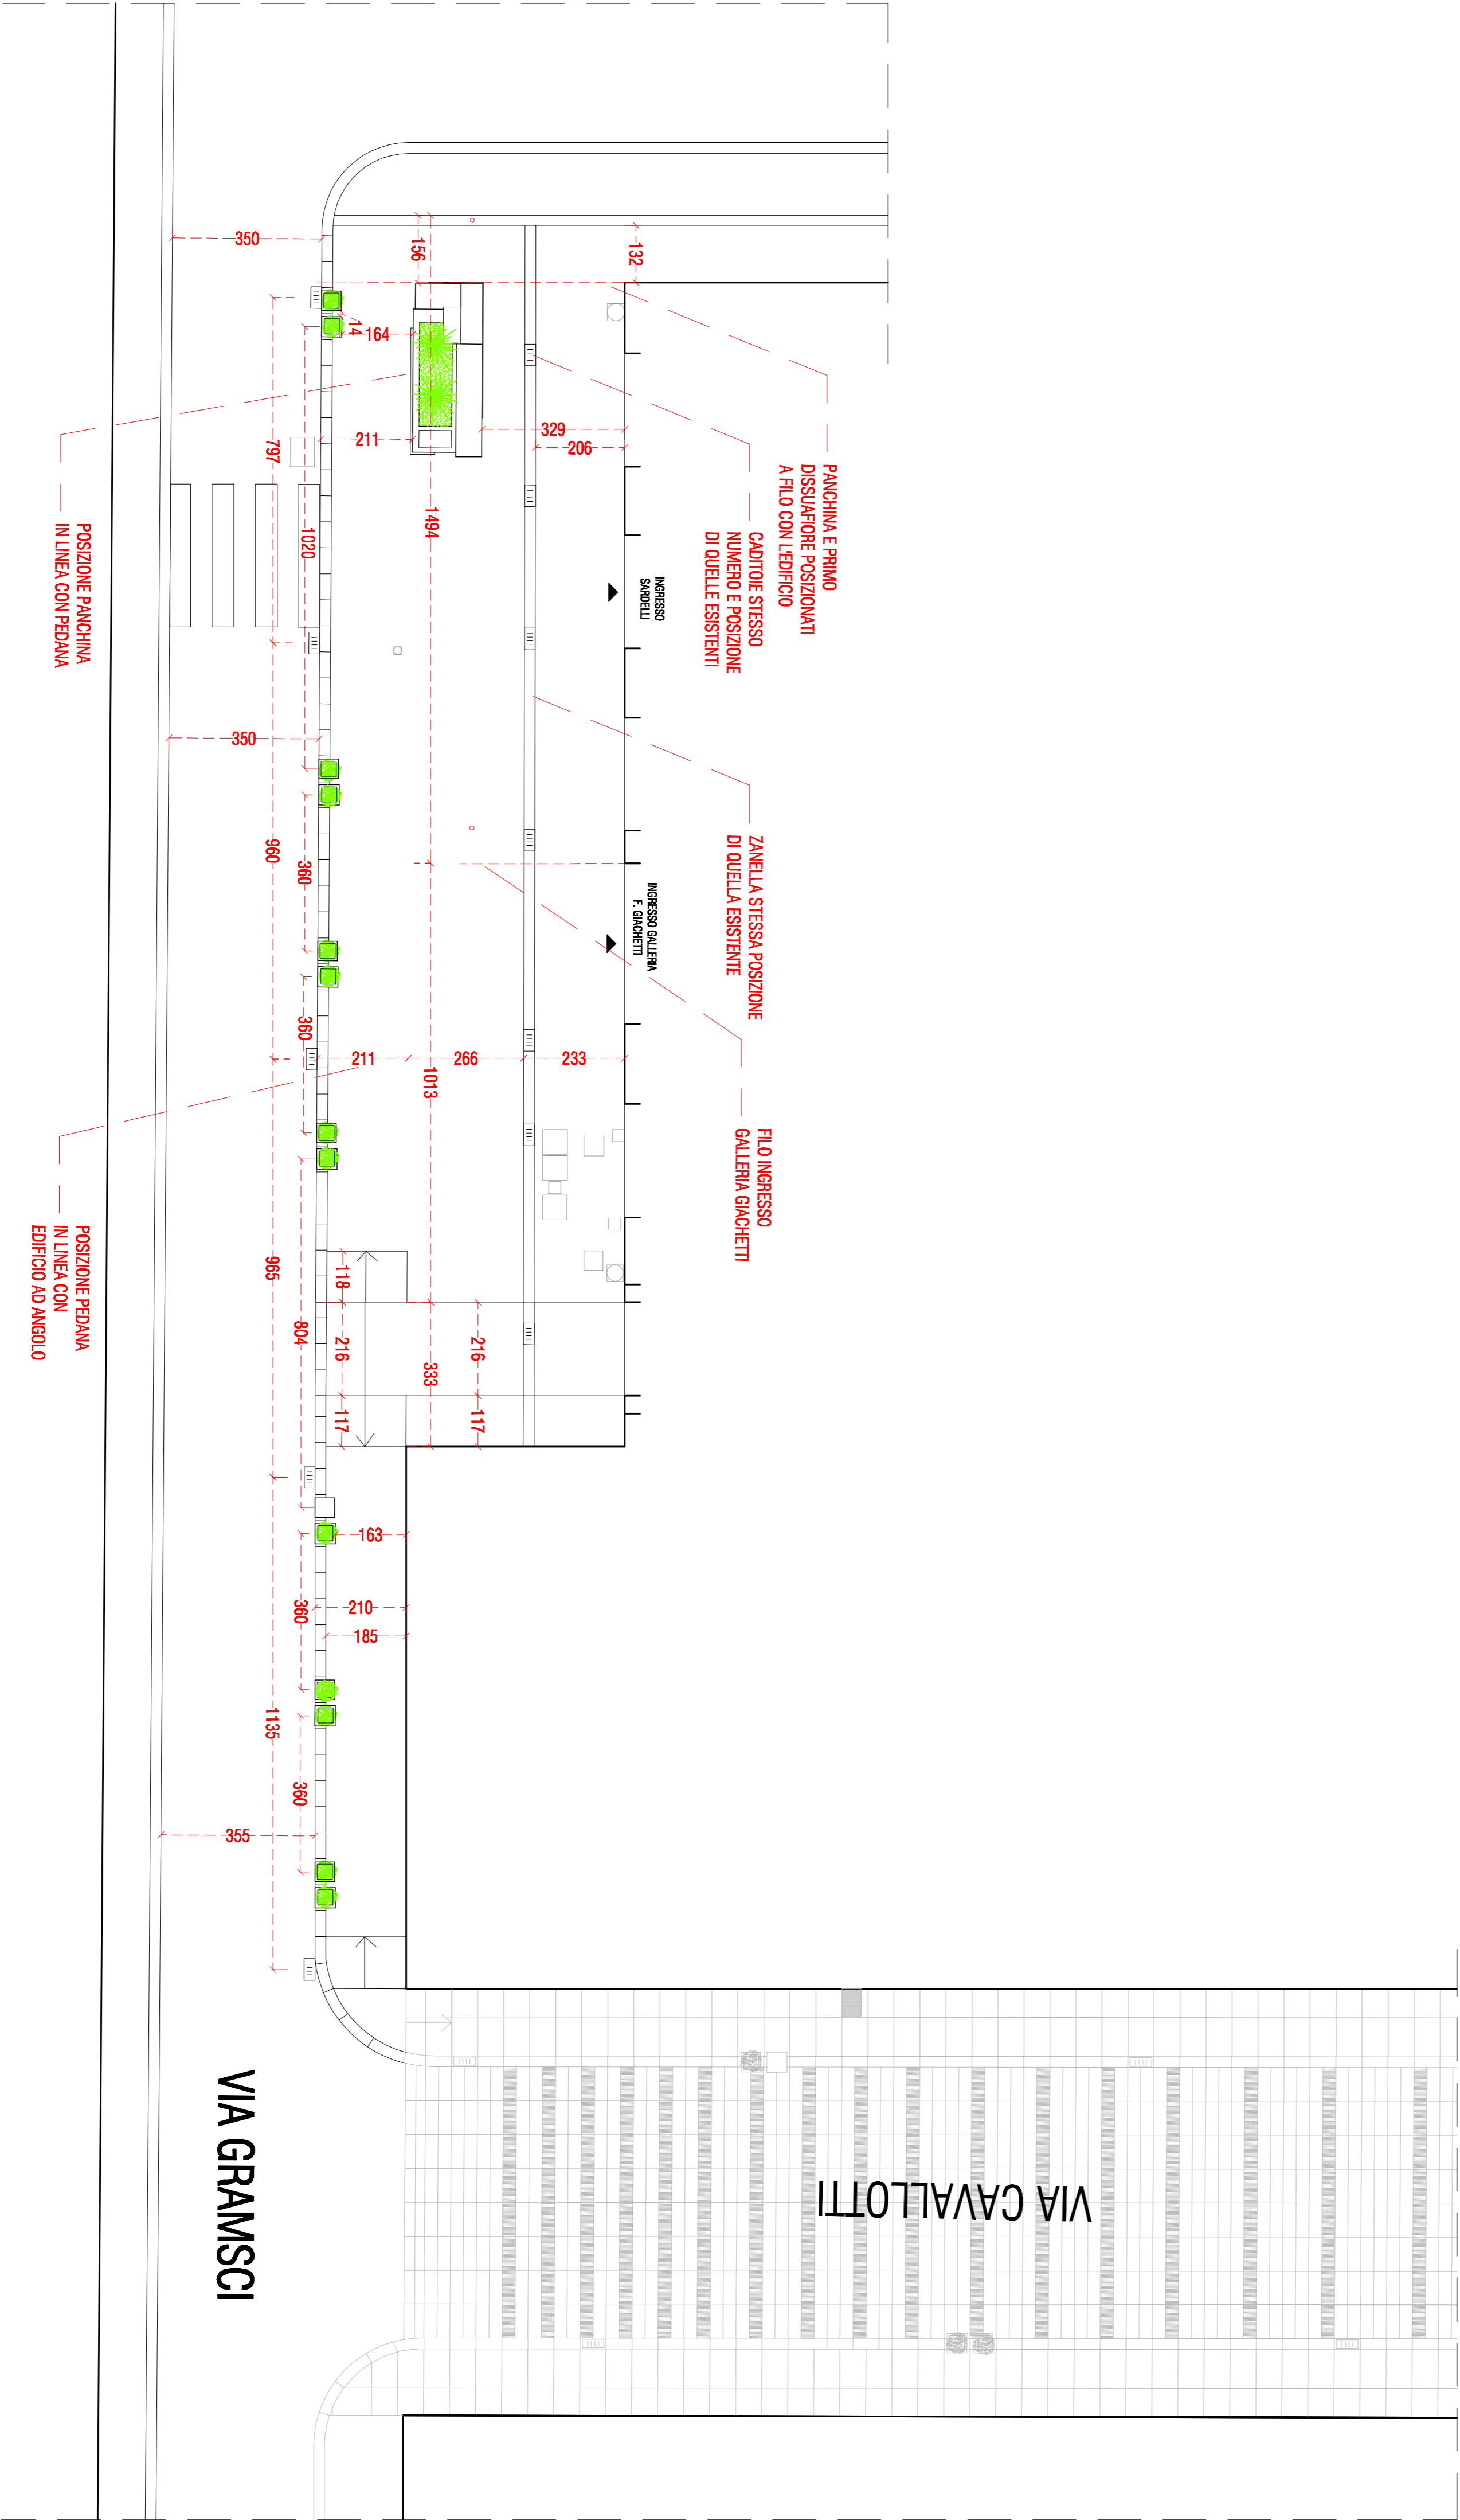 350
156
132
14
164
211
329
206
797
1020
1494
PANCHINA E PRIMO
DISSUAFIORE POSIZIONATI
A FILO CON L'EDIFICIO
CADITOIE STESSO
NUMERO E POSIZIONE
DI QUELLE ESISTENTI
POSIZIONE PANCHINA
IN LINEA CON PEDANA
INGRESSO
SARDELLI
350
960
360
ZANELLA STESSA POSIZIONE
DI QUELLA ESISTENTE
INGRESSO GALLERIA
F. GIACHETTI
360
211
266
233
1013
FILO INGRESSO
GALLERIA GIACHETTI
POSIZIONE PEDANA
IN LINEA CON
EDIFICIO AD ANGOLO
965
804
118
216
333
216
117
117
163
210
185
360
1135
360
355
VIA GRAMSCI
VIA CAVALLOTTI